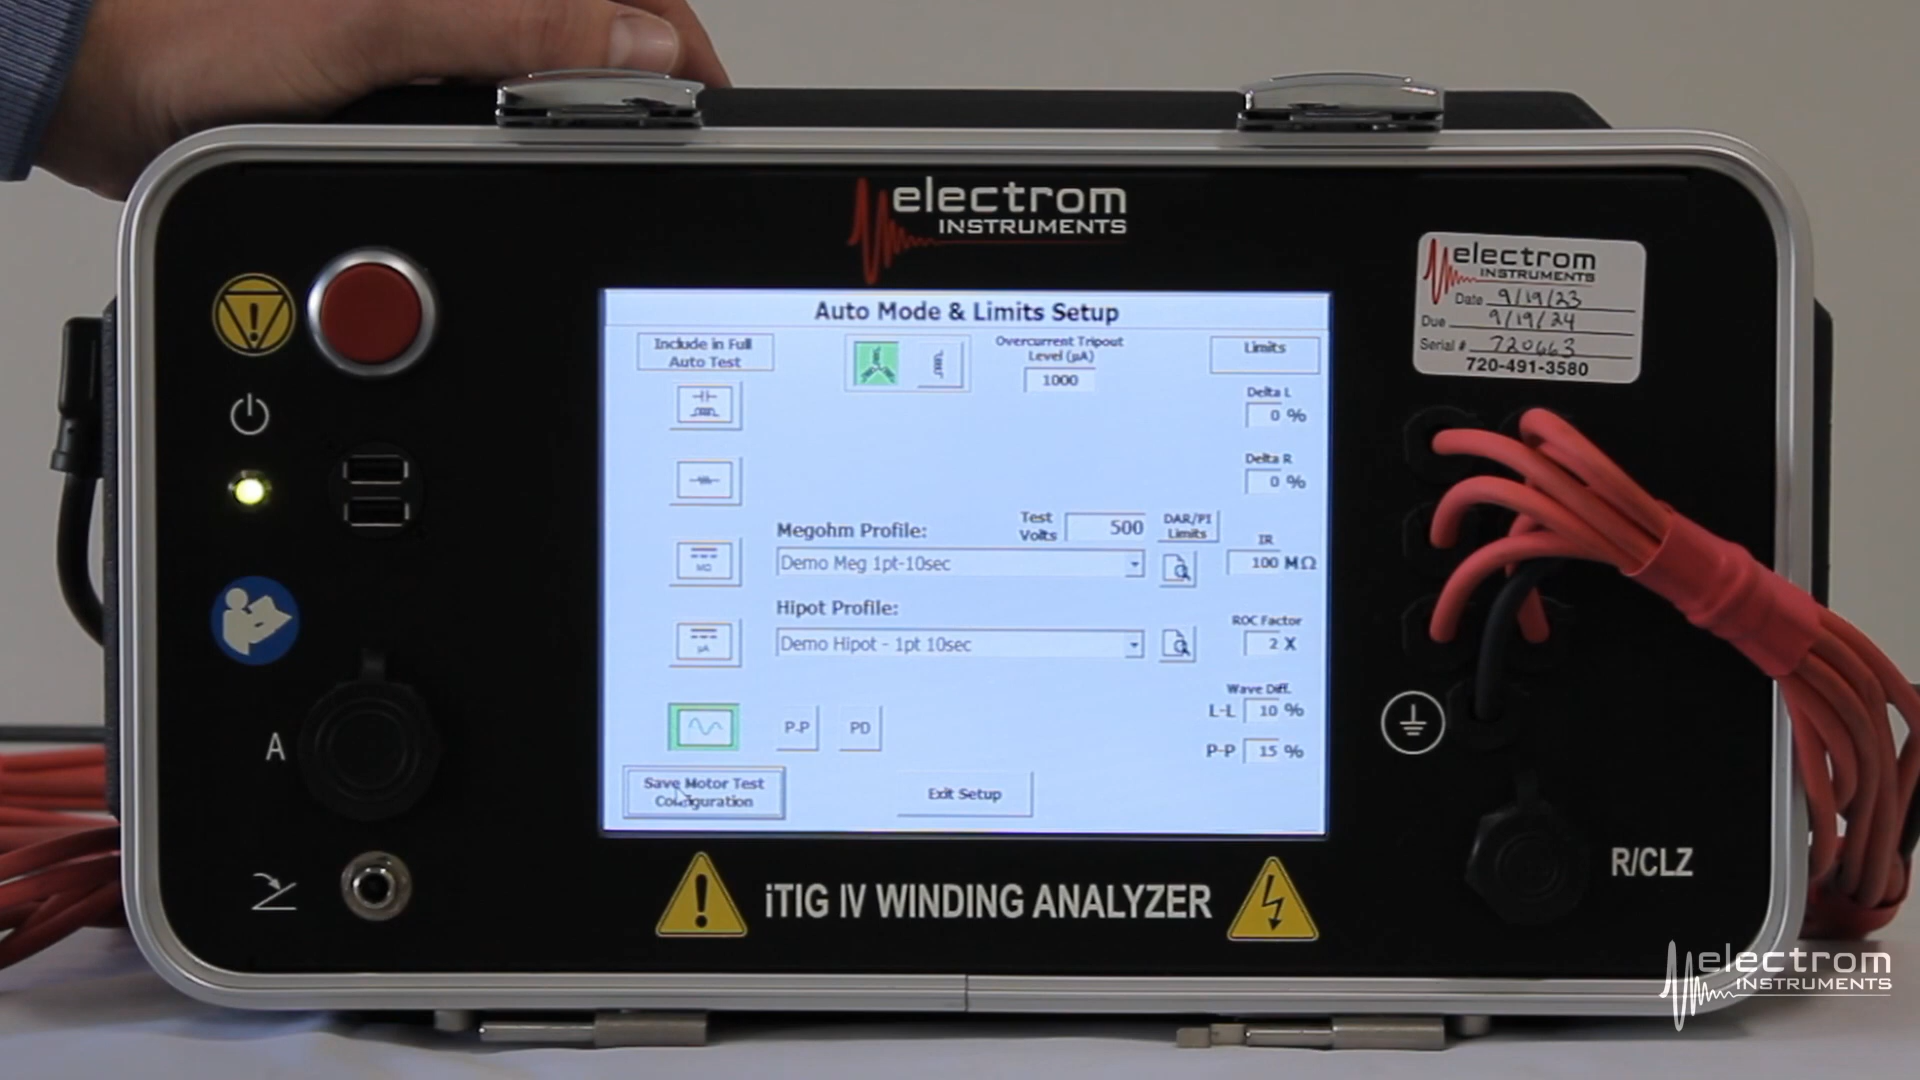 electrom
INSTRUMENTS
electrom
INSTRUMENTS
Date 9/19/23
Due 9/19/24
Serial # 720663
720-491-3580
Auto Mode & Limits Setup
Include in Full
Auto Test
Overcurrent Tripout
Level (µA)
1000
Limits
Delta L
0 %
Delta R
0 %
Megohm Profile:
Test
Volts
500
DAR/PI
Limits
IR
Demo Meg 1pt-10sec
100 MΩ
MΩ
Hipot Profile:
ROC Factor
Demo Hipot - 1pt 10sec
2 X
µA
Wave Diff.
L-L 10 %
P-P
PD
P-P 15 %
Save Motor Test
Configuration
Exit Setup
A
R/CLZ
iTIG IV WINDING ANALYZER
electrom
INSTRUMENTS